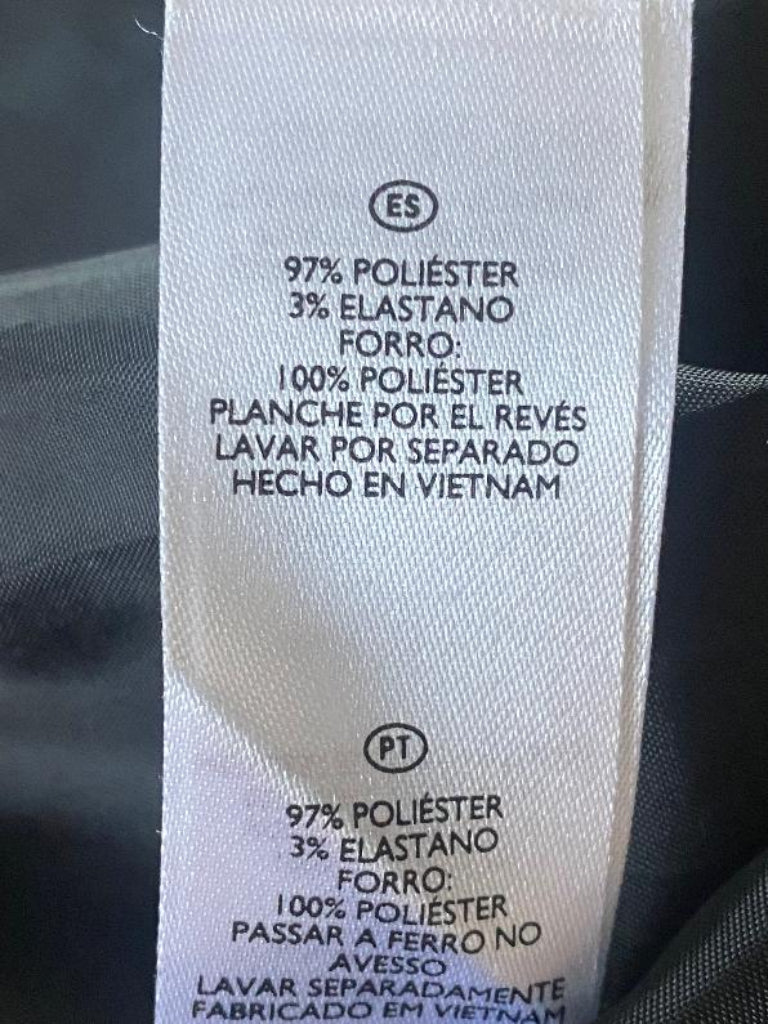 ES
97% POLIÉSTER
3% ELASTANO
FORRO:
100% POLIÉSTER
PLANCHE POR EL REVÉS
LAVAR POR SEPARADO
HECHO EN VIETNAM
PT
97% POLIÉSTER
3% ELASTANO
FORRO:
100% POLIÉSTER
PASSAR A FERRO NO
AVESSO
LAVAR SEPARADAMENTE
FABRICADO EM VIETNAM